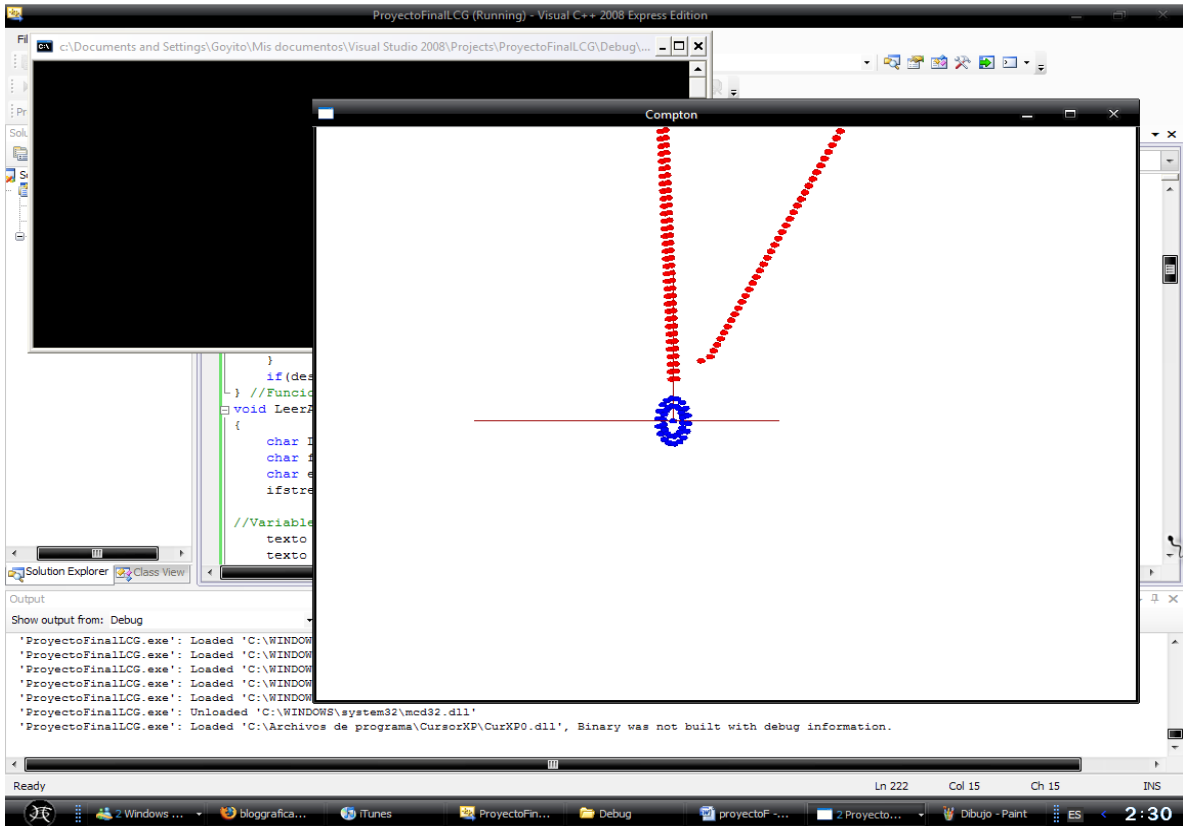 ProyectoFinalLCG (Running) - Visual C++ 2008 Express Edition
c:\Documents and Settings\Goyito\Mis documentos\Visual Studio 2008\Projects\ProyectoFinalLCG\Debug\...
Compton
}
if(des
} //Funcio
void LeerA
{
char
char f
char e
ifstre
//Variable
texto
texto
Solution Explorer Class View
Output
Show output from: Debug
'ProyectoFinalLCG.exe': Loaded 'C:\WINDOW
'ProyectoFinalLCG.exe': Loaded 'C:\WINDOW
'ProyectoFinalLCG.exe': Loaded 'C:\WINDOW
'ProyectoFinalLCG.exe': Loaded 'C:\WINDOW
'ProyectoFinalLCG.exe': Loaded 'C:\WINDOW
'ProyectoFinalLCG.exe': Unloaded 'C:\WINDOWS\system32\mcd32.dll'
'ProyectoFinalLCG.exe': Loaded 'C:\Archivos de programa\CursorXP\CurXP0.dll', Binary was not built with debug information.
Ready Ln 222 Col 15 Ch 15 INS
2 Windows ... bloggrafica... iTunes ProyectoFin... Debug proyectoF -... 2 Proyecto... Dibujo - Paint ES 2:30